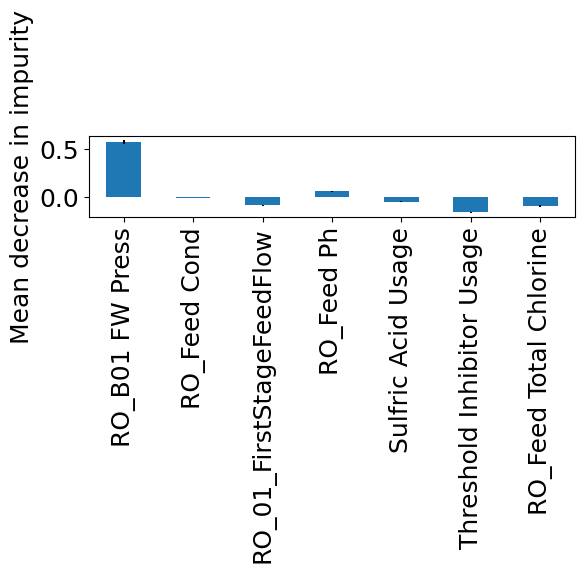 Mean decrease in impurity
0.5
0.0
RO_B01 FW Press
RO_Feed Cond
RO_01_FirstStageFeedFlow
RO_Feed Ph
Sulfric Acid Usage
Threshold Inhibitor Usage
RO_Feed Total Chlorine